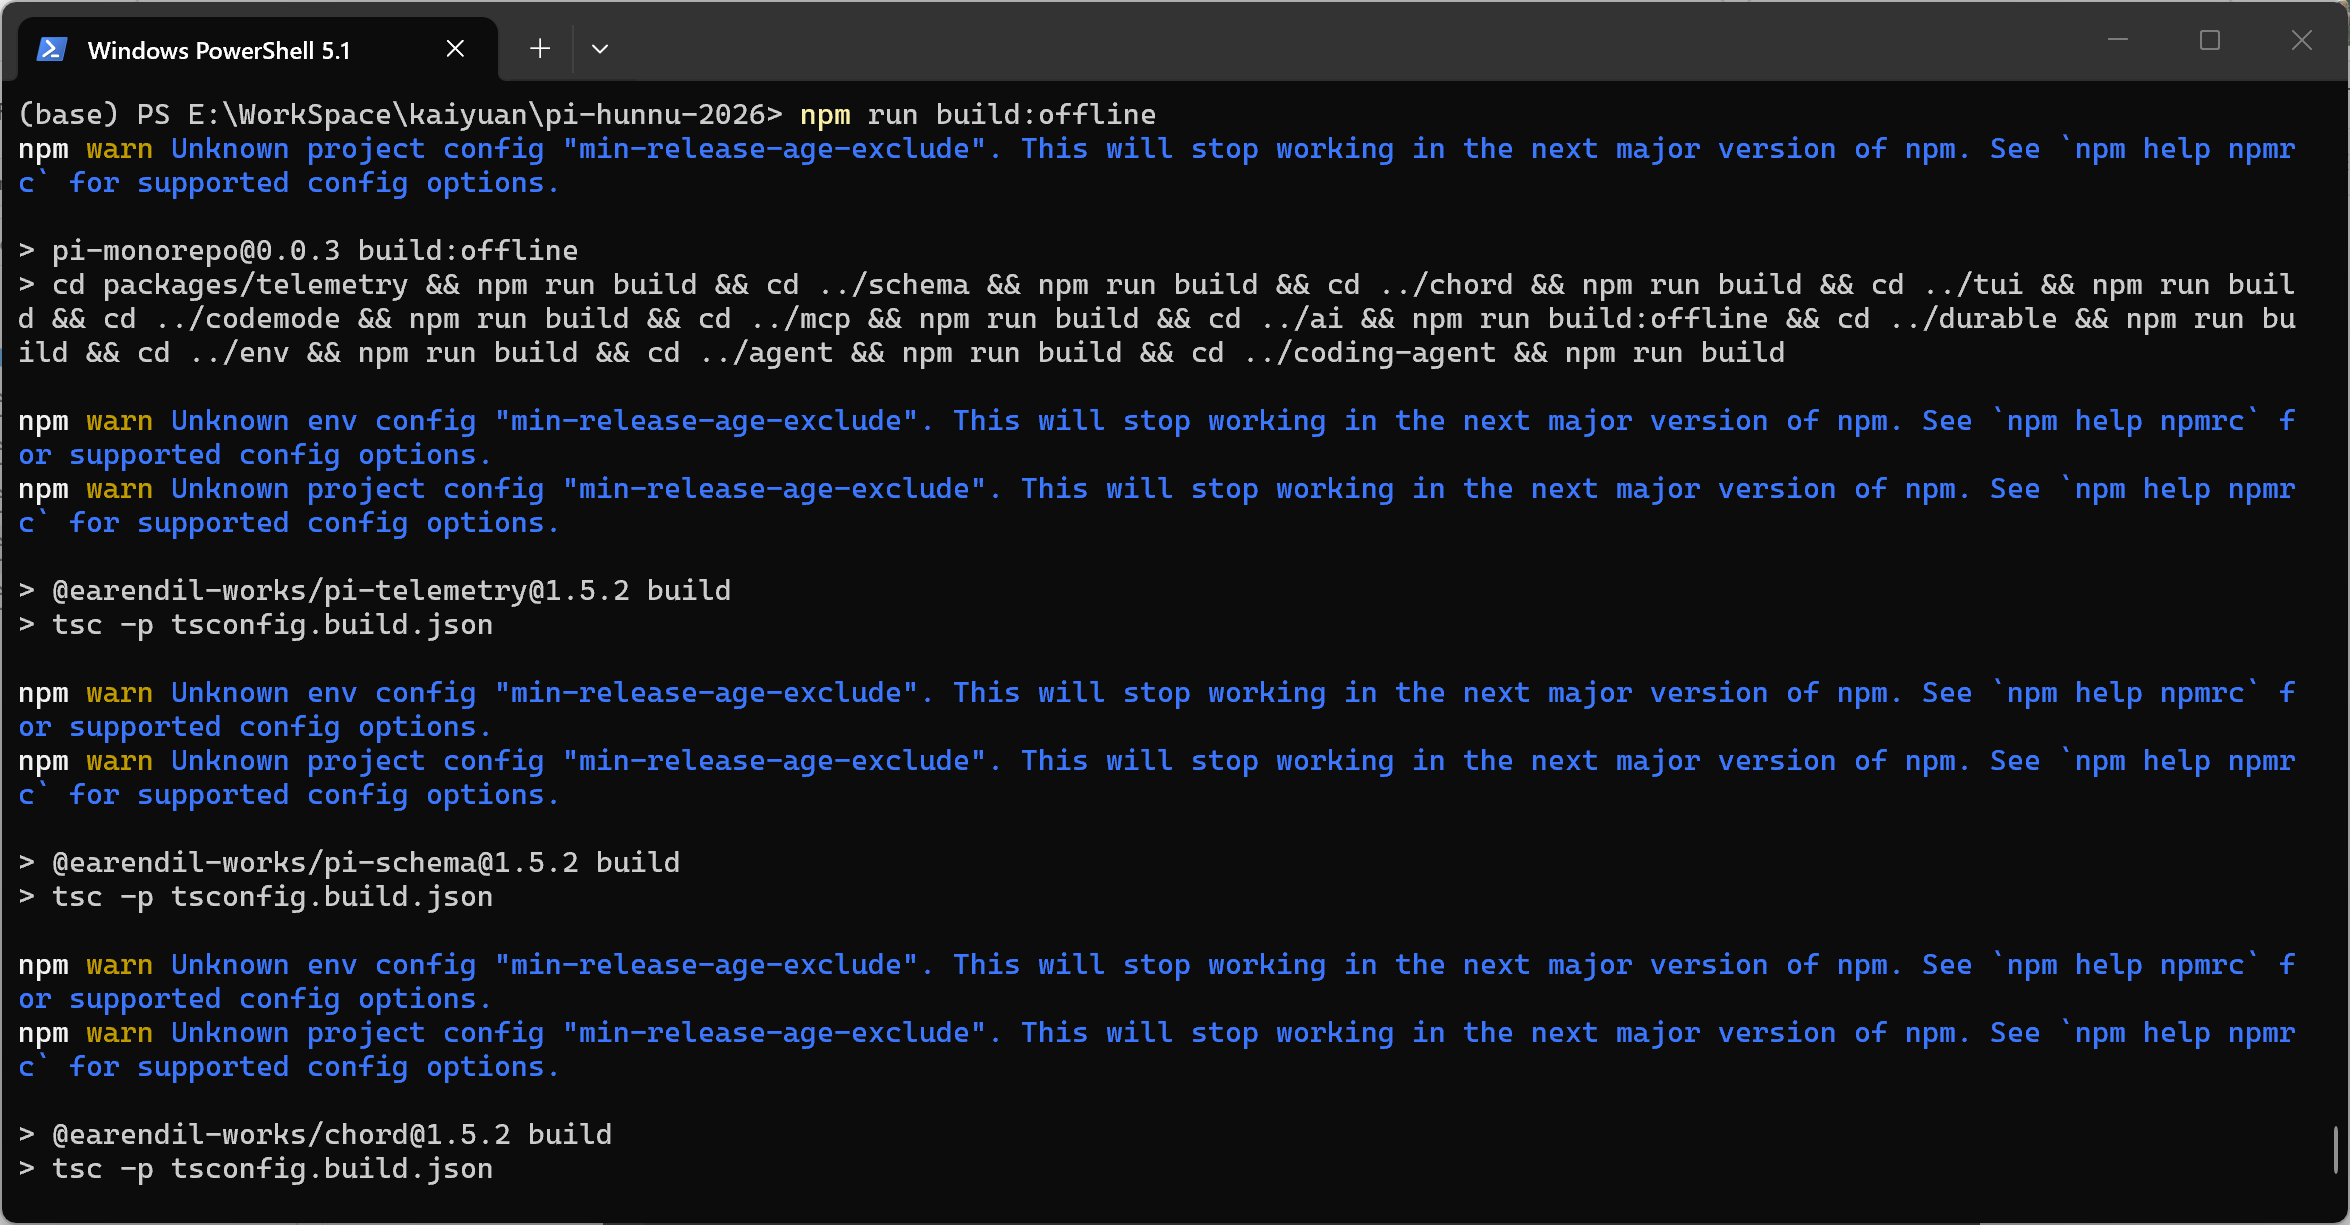 Windows PowerShell 5.1
(base) PS E:\WorkSpace\kaiyuan\pi-hunnu-2026> npm run build:offline
npm warn Unknown project config "min-release-age-exclude". This will stop working in the next major version of npm. See `npm help npmr
c` for supported config options.
> pi-monorepo@0.0.3 build:offline
> cd packages/telemetry && npm run build && cd ../schema && npm run build && cd ../chord && npm run build && cd ../tui && npm run buil
d && cd ../codemode && npm run build && cd ../mcp && npm run build && cd ../ai && npm run build:offline && cd ../durable && npm run bu
ild && cd ../env && npm run build && cd ../agent && npm run build && cd ../coding-agent && npm run build
npm warn Unknown env config "min-release-age-exclude". This will stop working in the next major version of npm. See `npm help npmrc` f
or supported config options.
npm warn Unknown project config "min-release-age-exclude". This will stop working in the next major version of npm. See `npm help npmr
c` for supported config options.
> @earendil-works/pi-telemetry@1.5.2 build
> tsc -p tsconfig.build.json
npm warn Unknown env config "min-release-age-exclude". This will stop working in the next major version of npm. See `npm help npmrc` f
or supported config options.
npm warn Unknown project config "min-release-age-exclude". This will stop working in the next major version of npm. See `npm help npmr
c` for supported config options.
> @earendil-works/pi-schema@1.5.2 build
> tsc -p tsconfig.build.json
npm warn Unknown env config "min-release-age-exclude". This will stop working in the next major version of npm. See `npm help npmrc` f
or supported config options.
npm warn Unknown project config "min-release-age-exclude". This will stop working in the next major version of npm. See `npm help npmr
c` for supported config options.
> @earendil-works/chord@1.5.2 build
> tsc -p tsconfig.build.json